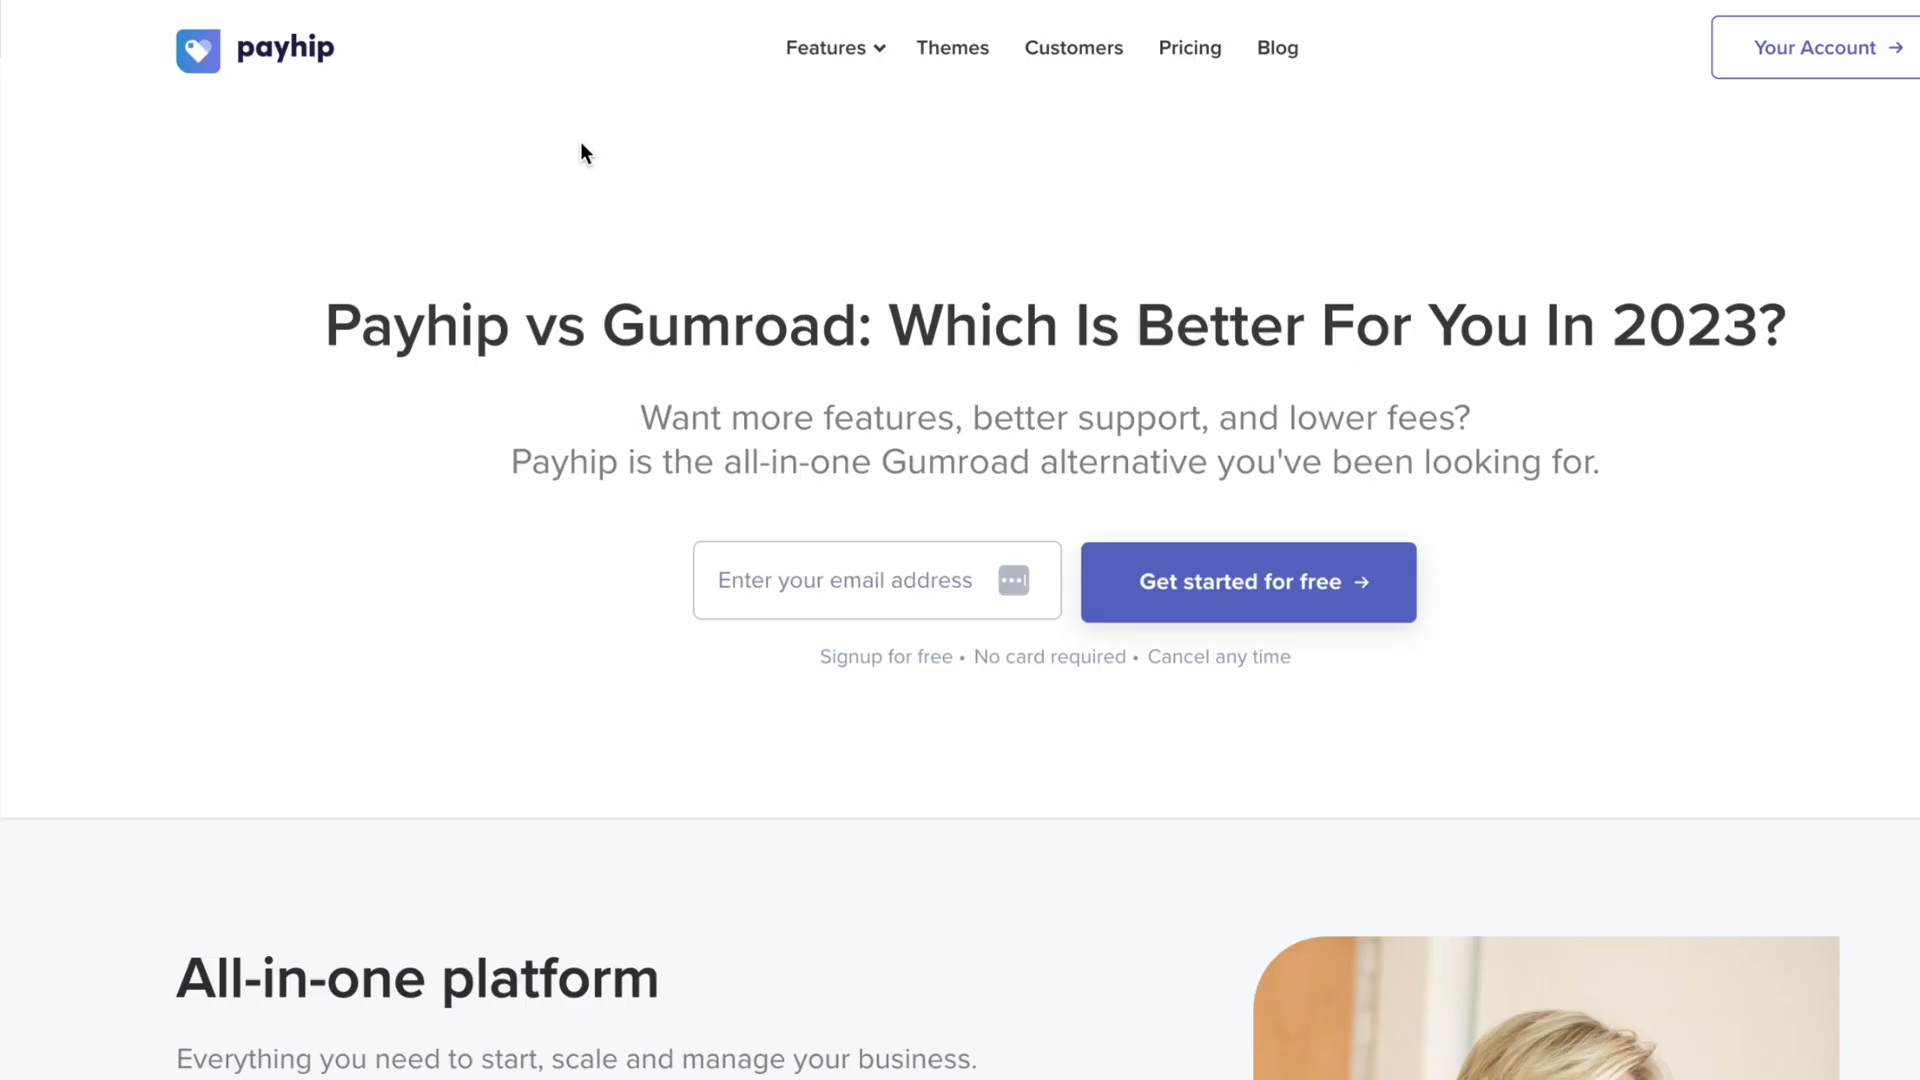 payhip
Features
Themes
Customers
Pricing
Blog
Your Account →
Payhip vs Gumroad: Which Is Better For You In 2023?
Want more features, better support, and lower fees?
Payhip is the all-in-one Gumroad alternative you've been looking for.
Enter your email address
Get started for free →
Signup for free • No card required • Cancel any time
All-in-one platform
Everything you need to start, scale and manage your business.